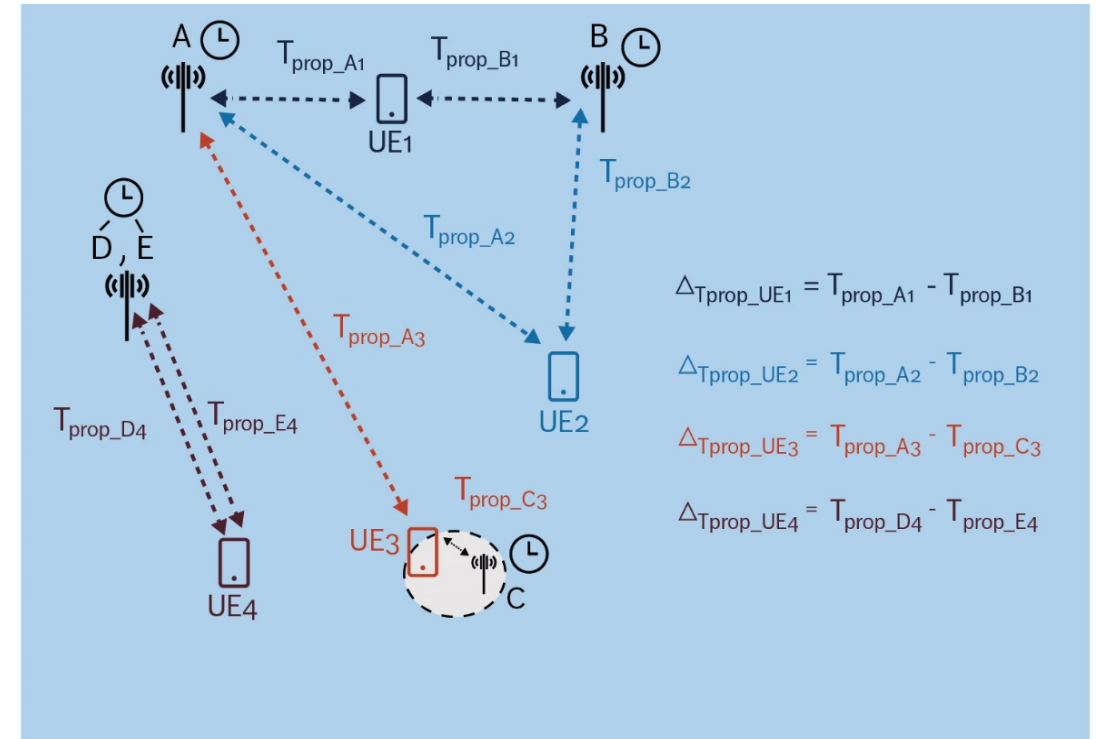 A
B
T_prop_A1
T_prop_B1
UE1
T_prop_B2
D, E
T_prop_A2
Δ_Tprop_UE1 = T_prop_A1 - T_prop_B1
T_prop_A3
Δ_Tprop_UE2 = T_prop_A2 - T_prop_B2
UE2
T_prop_D4
T_prop_E4
Δ_Tprop_UE3 = T_prop_A3 - T_prop_C3
T_prop_C3
Δ_Tprop_UE4 = T_prop_D4 - T_prop_E4
UE3
C
UE4